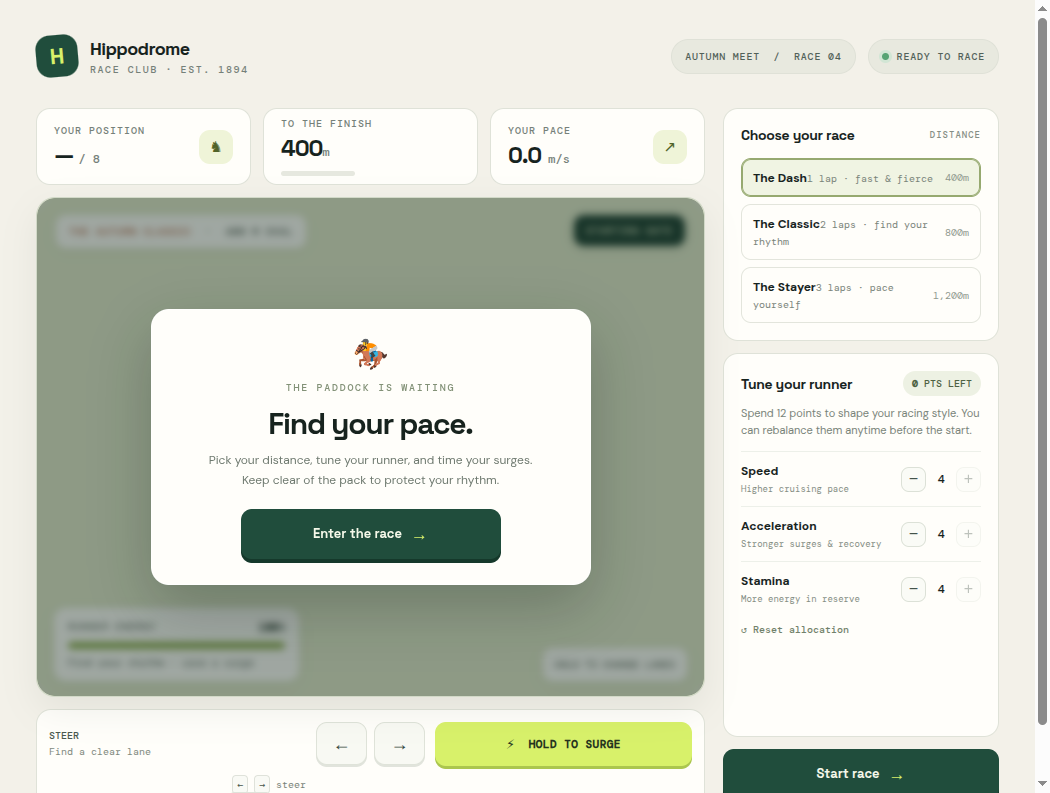 H
Hippodrome
RACE CLUB · EST. 1894
AUTUMN MEET / RACE 04
READY TO RACE
YOUR POSITION
— / 8
TO THE FINISH
400m
YOUR PACE
0.0 m/s
↗
Choose your race
DISTANCE
The Dash1 lap · fast & fierce
400m
The Classic2 laps · find your
rhythm
800m
The Stayer3 laps · pace
yourself
1,200m
THE PADDOCK IS WAITING
Find your pace.
Pick your distance, tune your runner, and time your surges.
Keep clear of the pack to protect your rhythm.
Enter the race →
Tune your runner
0 PTS LEFT
Spend 12 points to shape your racing style. You
can rebalance them anytime before the start.
Speed
Higher cruising pace
− 4 +
Acceleration
Stronger surges & recovery
− 4 +
Stamina
More energy in reserve
− 4 +
↺ Reset allocation
STEER
Find a clear lane
← →
⚡ HOLD TO SURGE
← → steer
Start race →